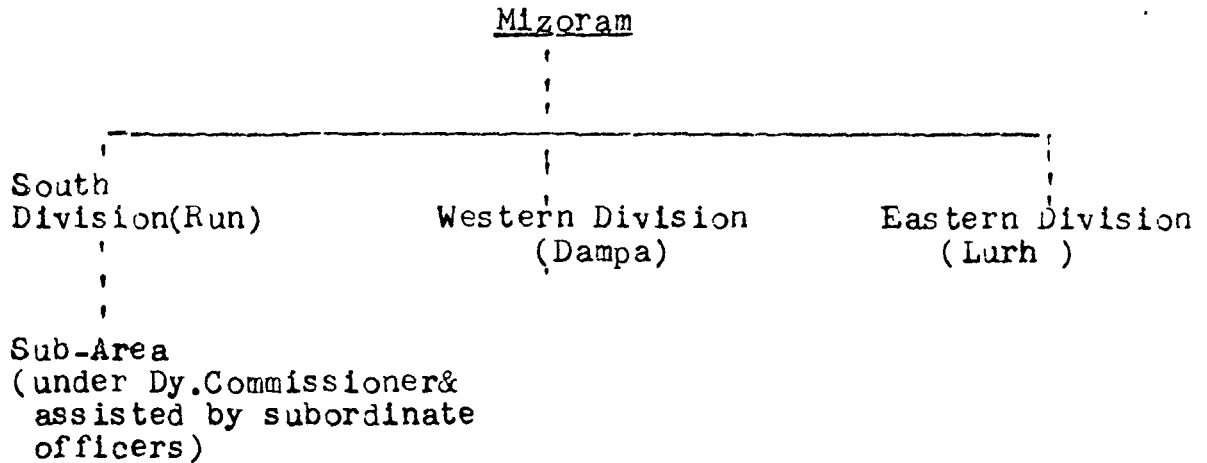 Mizoram
South
Division(Run)
Western Division
(Dampa)
Eastern Division
(Lurh )
Sub-Area
(under Dy.Commissioner&
assisted by subordinate
officers)